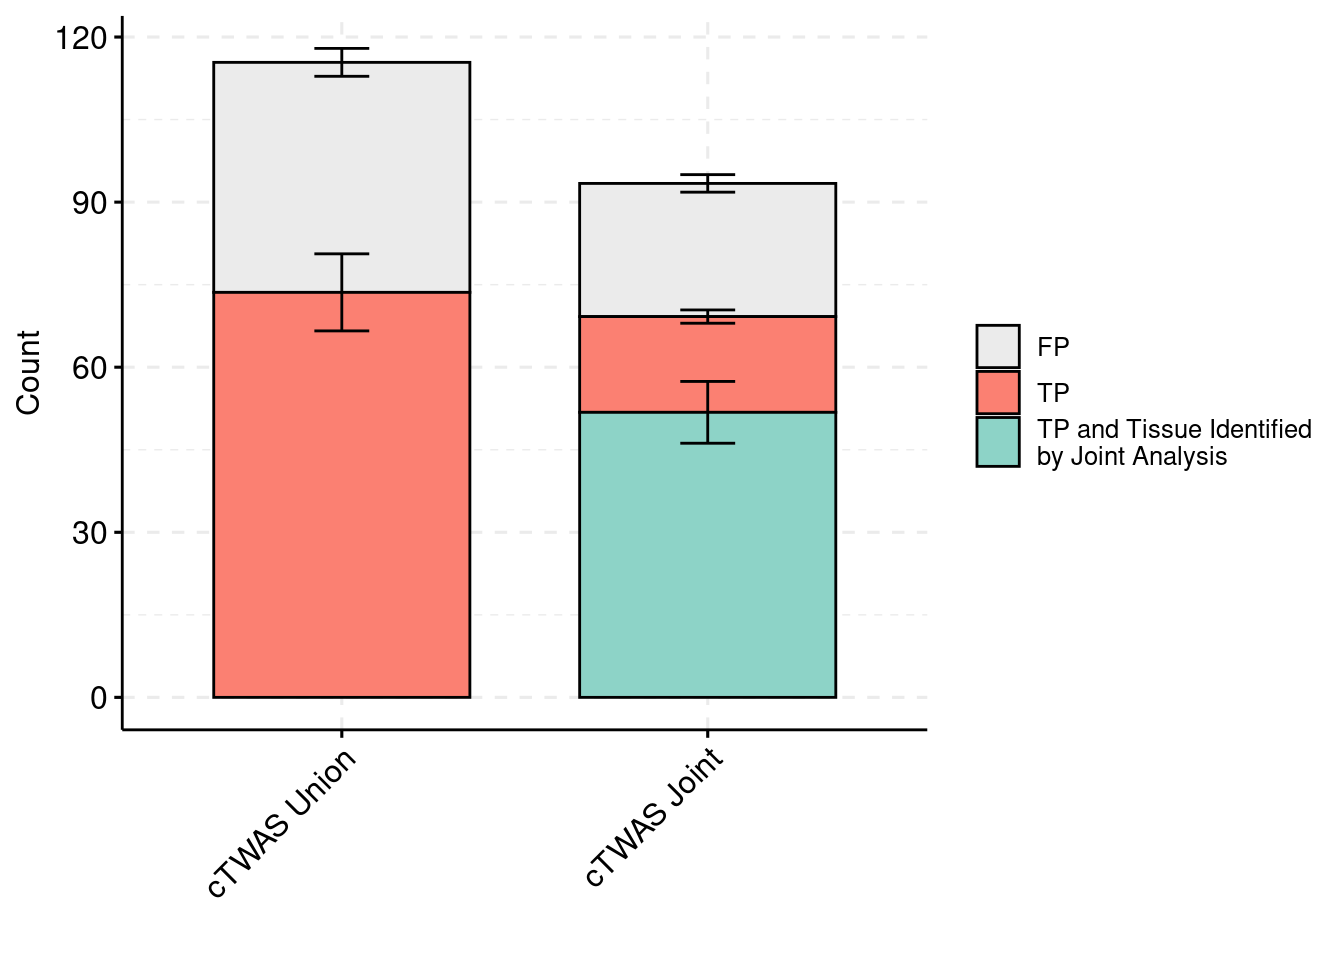 120
90
60
30
0
Count
cTWAS Union
cTWAS Joint
FP
TP
TP and Tissue Identified
by Joint Analysis